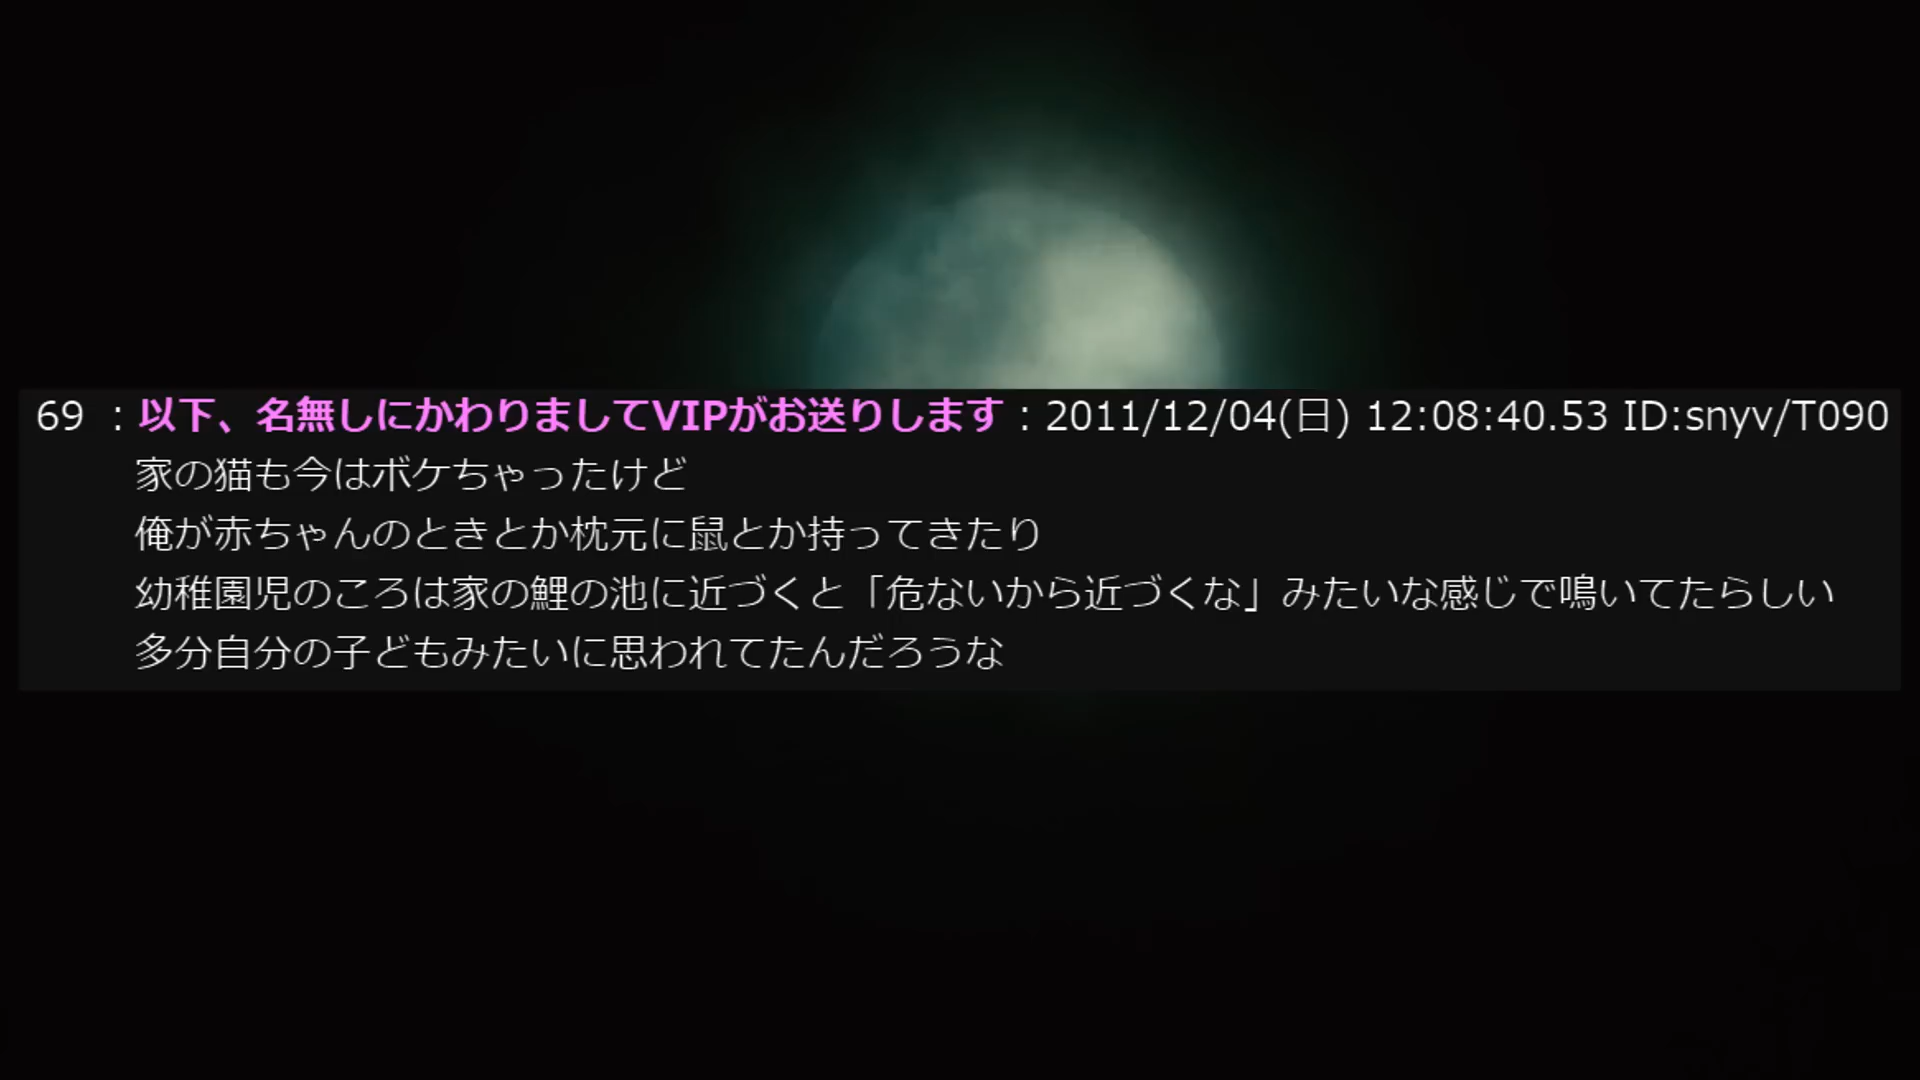 69 ：以下、名無しにかわりましてVIPがお送りします：2011/12/04(日) 12:08:40.53 ID:snyv/T090
家の猫も今はボケちゃったけど
俺が赤ちゃんのときとか枕元に鼠とか持ってきたり
幼稚園児のころは家の鯉の池に近づくと「危ないから近づくな」みたいな感じで鳴いてたらしい
多分自分の子どもみたいに思われてたんだろうな